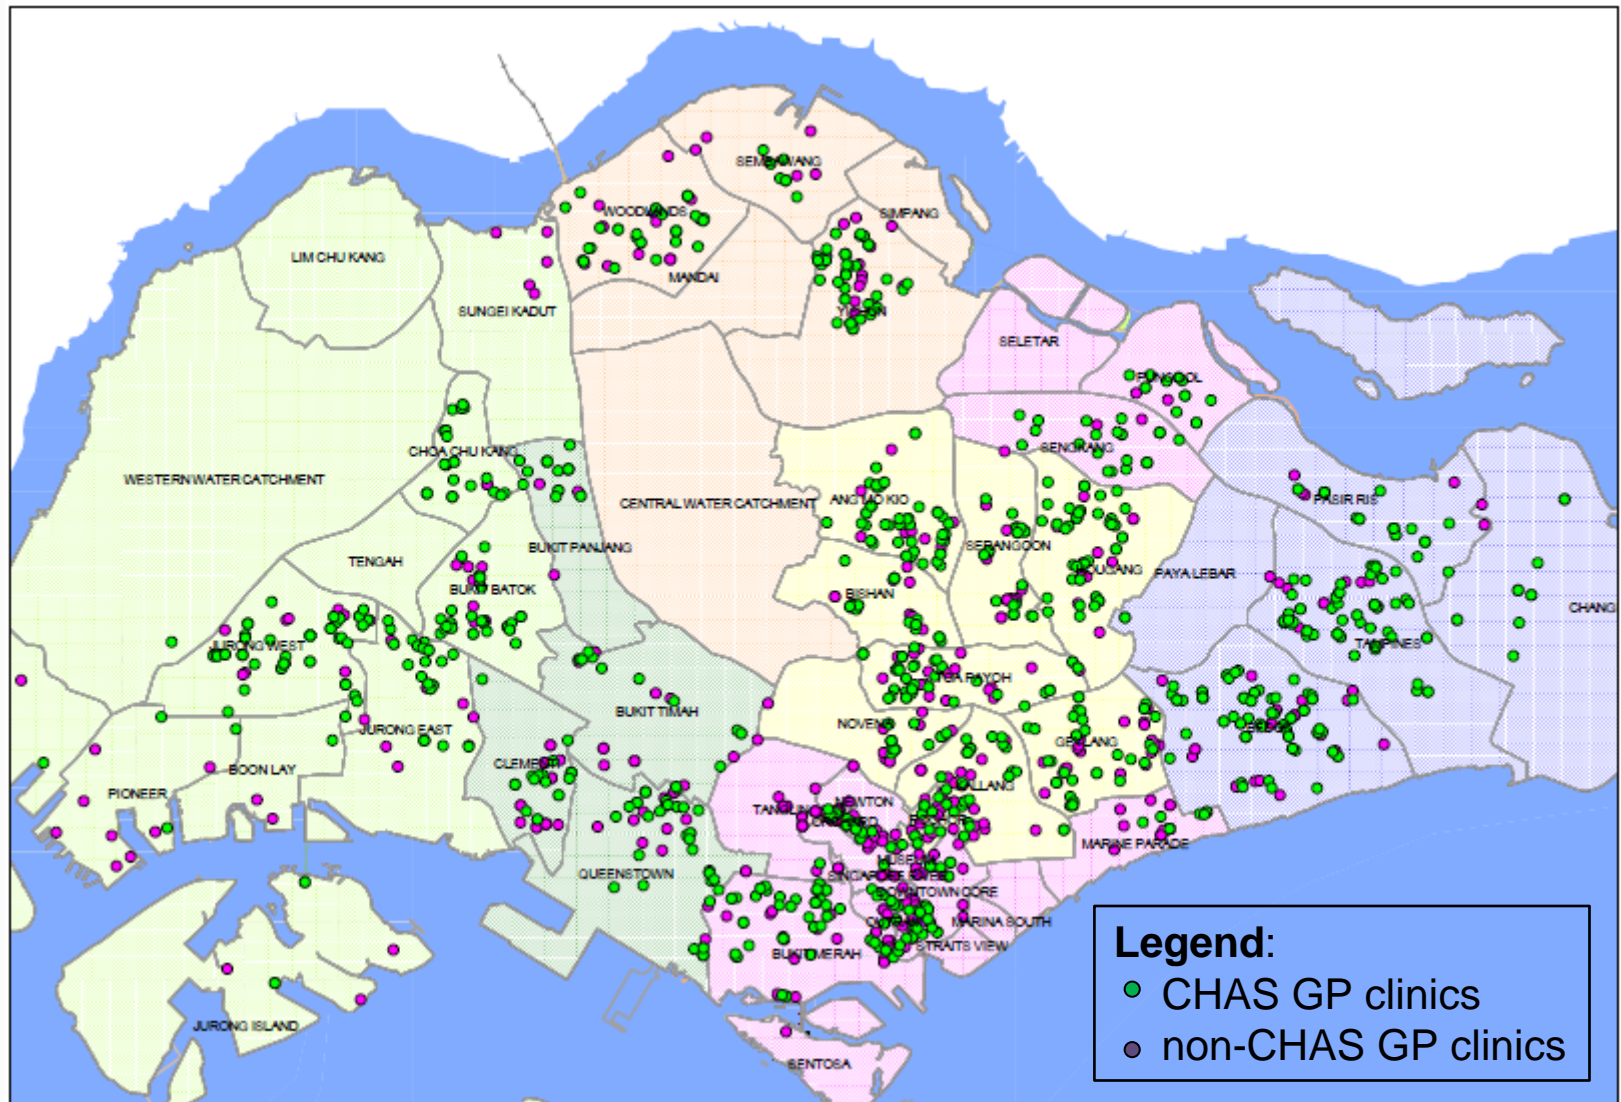 SEMBAWANG
WOODLANDS
SIMPANG
LIM CHU KANG
MANDAI
SUNGEI KADUT
YISHUN
SELETAR
PUNGGOL
SENGKANG
CHOA CHU KANG
WESTERN WATER CATCHMENT
CENTRAL WATER CATCHMENT
ANG MO KIO
PASIR RIS
SERANGOON
BUKIT PANJANG
TENGAH
HOUGANG
PAYA LEBAR
BUKIT BATOK
BISHAN
CHANG
JURONG WEST
TAMPINES
TOA PAYOH
BUKIT TIMAH
NOVENA
JURONG EAST
GEYLANG
CLEMENTI
BOON LAY
KALLANG
PIONEER
NEWTON
TANGLIN
MARINE PARADE
MUSEUM
QUEENSTOWN
SINGAPORE RIVER
DOWNTOWN CORE
MARINA SOUTH
STRAITS VIEW
BUKIT MERAH
JURONG ISLAND
SENTOSA
Legend:
CHAS GP clinics
non-CHAS GP clinics